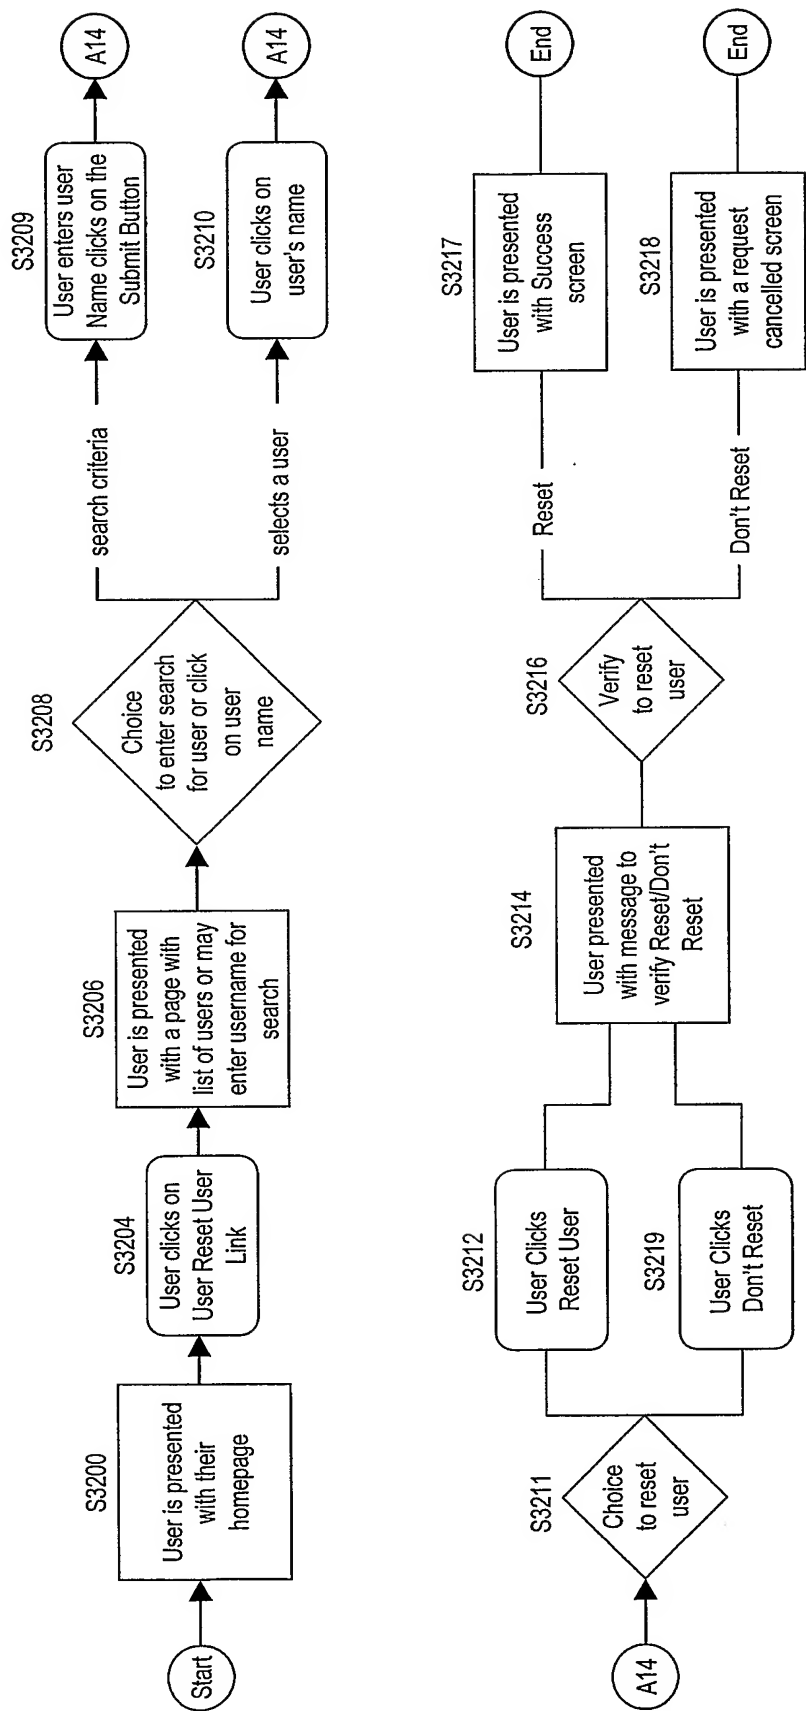 Start
S3200
User is presented
with their
homepage
S3204
User clicks on
User Reset User
Link
S3206
User is presented
with a page with
list of users or may
enter username for
search
S3208
Choice
to enter search
for user or click
on user
name
search criteria
S3209
User enters user
Name clicks on the
Submit Button
A14
selects a user
S3210
User clicks on
user's name
A14
A14
S3211
Choice
to reset
user
S3212
User Clicks
Reset User
S3219
User Clicks
Don't Reset
S3214
User presented
with message to
verify Reset/Don't
Reset
S3216
Verify
to reset
user
Reset
S3217
User is presented
with Success
screen
End
Don't Reset
S3218
User is presented
with a request
cancelled screen
End